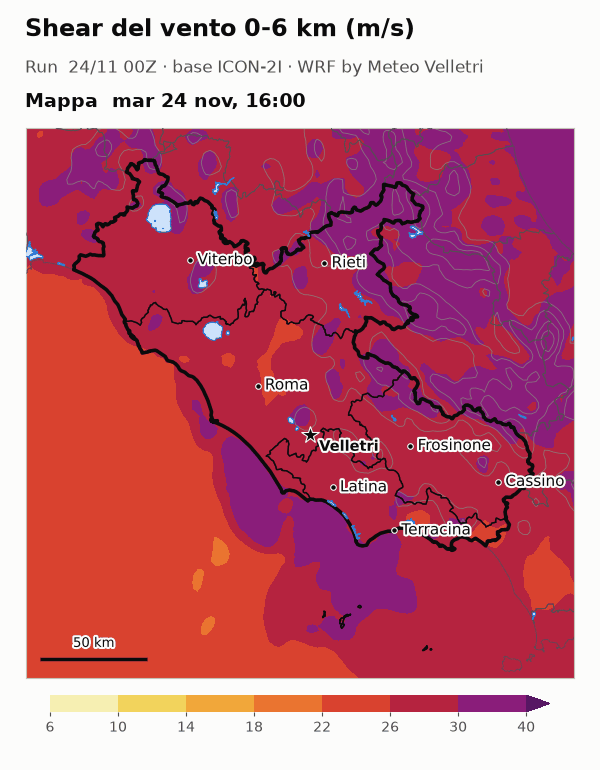 Shear del vento 0-6 km (m/s)
Run  24/11 00Z · base ICON-2I · WRF by Meteo Velletri
Mappa  mar 24 nov, 16:00
Viterbo
Rieti
Roma
Velletri
Frosinone
Latina
Cassino
Terracina
50 km
6 10 14 18 22 26 30 40